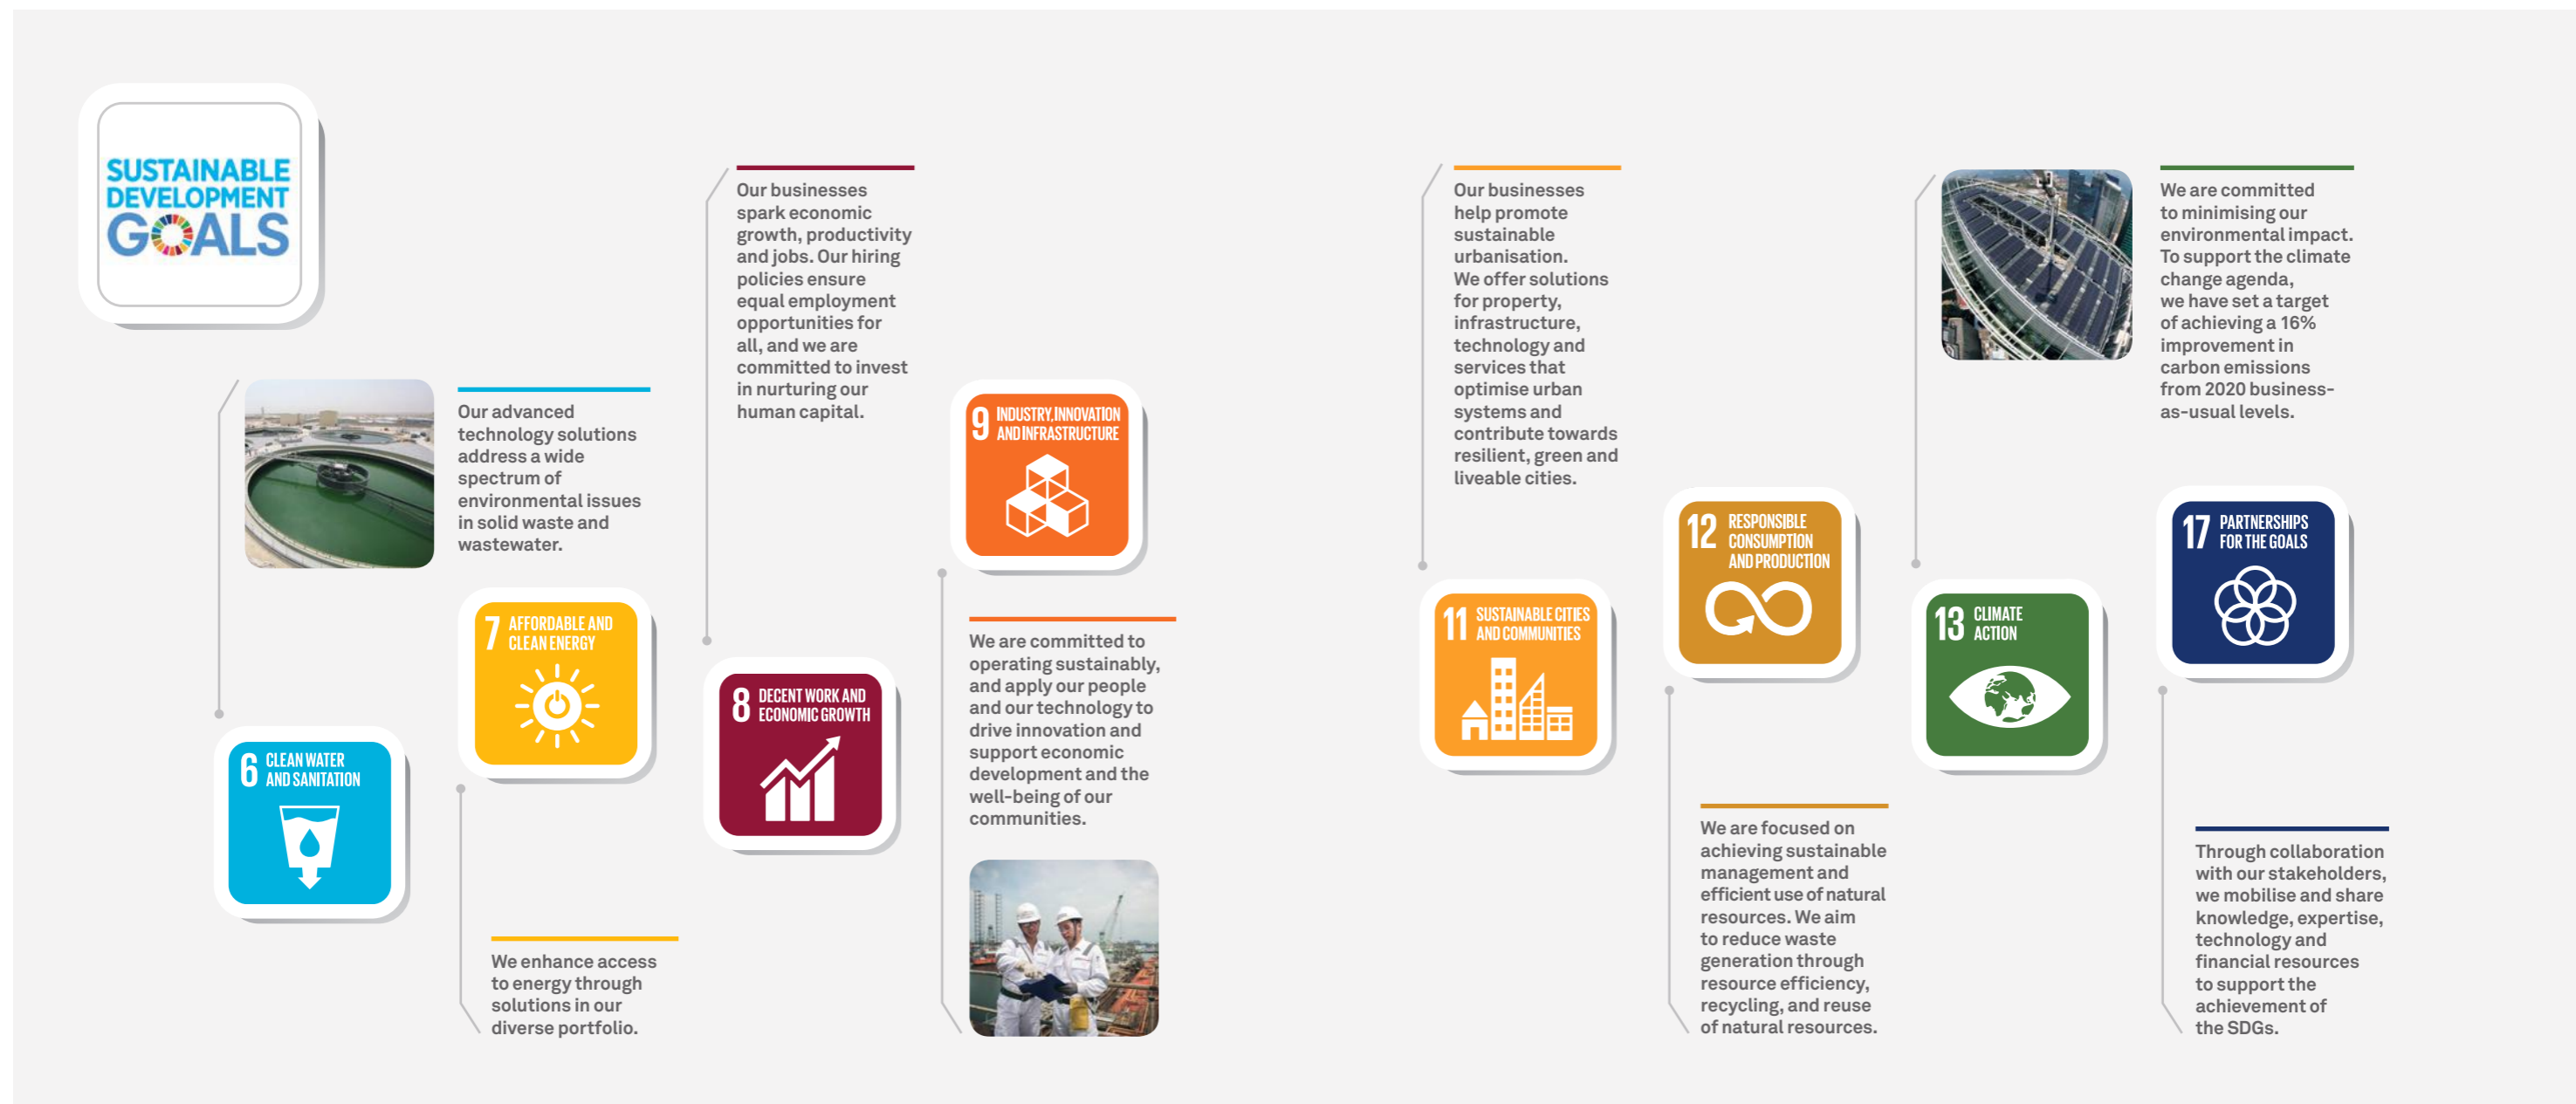 SUSTAINABLE
DEVELOPMENT
GOALS
Our advanced
technology solutions
address a wide
spectrum of
environmental issues
in solid waste and
wastewater.
6 CLEAN WATER
AND SANITATION
7 AFFORDABLE AND
CLEAN ENERGY
We enhance access
to energy through
solutions in our
diverse portfolio.
Our businesses
spark economic
growth, productivity
and jobs. Our hiring
policies ensure
equal employment
opportunities for
all, and we are
committed to invest
in nurturing our
human capital.
8 DECENT WORK AND
ECONOMIC GROWTH
9 INDUSTRY, INNOVATION
AND INFRASTRUCTURE
We are committed to
operating sustainably,
and apply our people
and our technology to
drive innovation and
support economic
development and the
well-being of our
communities.
Our businesses
help promote
sustainable
urbanisation.
We offer solutions
for property,
infrastructure,
technology and
services that
optimise urban
systems and
contribute towards
resilient, green and
liveable cities.
11 SUSTAINABLE CITIES
AND COMMUNITIES
12 RESPONSIBLE
CONSUMPTION
AND PRODUCTION
We are focused on
achieving sustainable
management and
efficient use of natural
resources. We aim
to reduce waste
generation through
resource efficiency,
recycling, and reuse
of natural resources.
We are committed
to minimising our
environmental impact.
To support the climate
change agenda,
we have set a target
of achieving a 16%
improvement in
carbon emissions
from 2020 business-
as-usual levels.
13 CLIMATE
ACTION
17 PARTNERSHIPS
FOR THE GOALS
Through collaboration
with our stakeholders,
we mobilise and share
knowledge, expertise,
technology and
financial resources
to support the
achievement of
the SDGs.